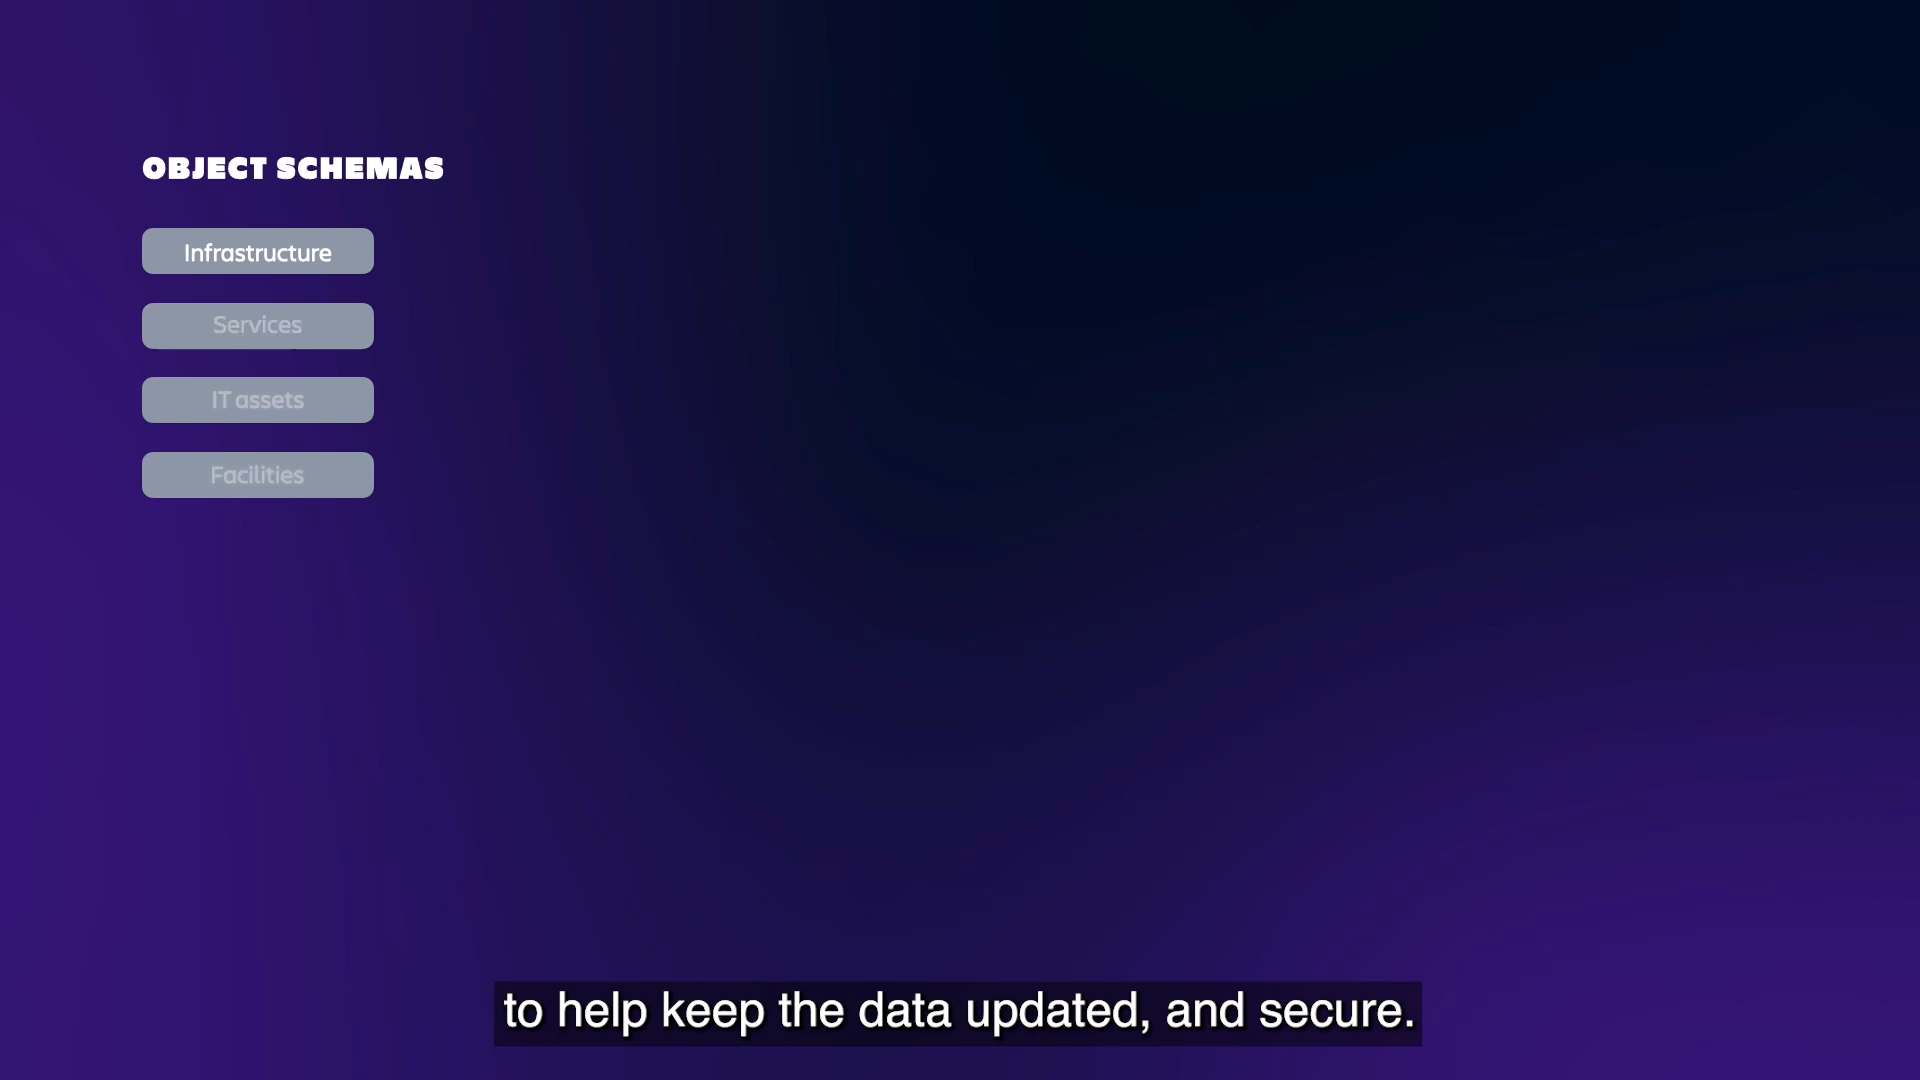 OBJECT SCHEMAS
Infrastructure
Services
IT assets
Facilities
to help keep the data updated, and secure.